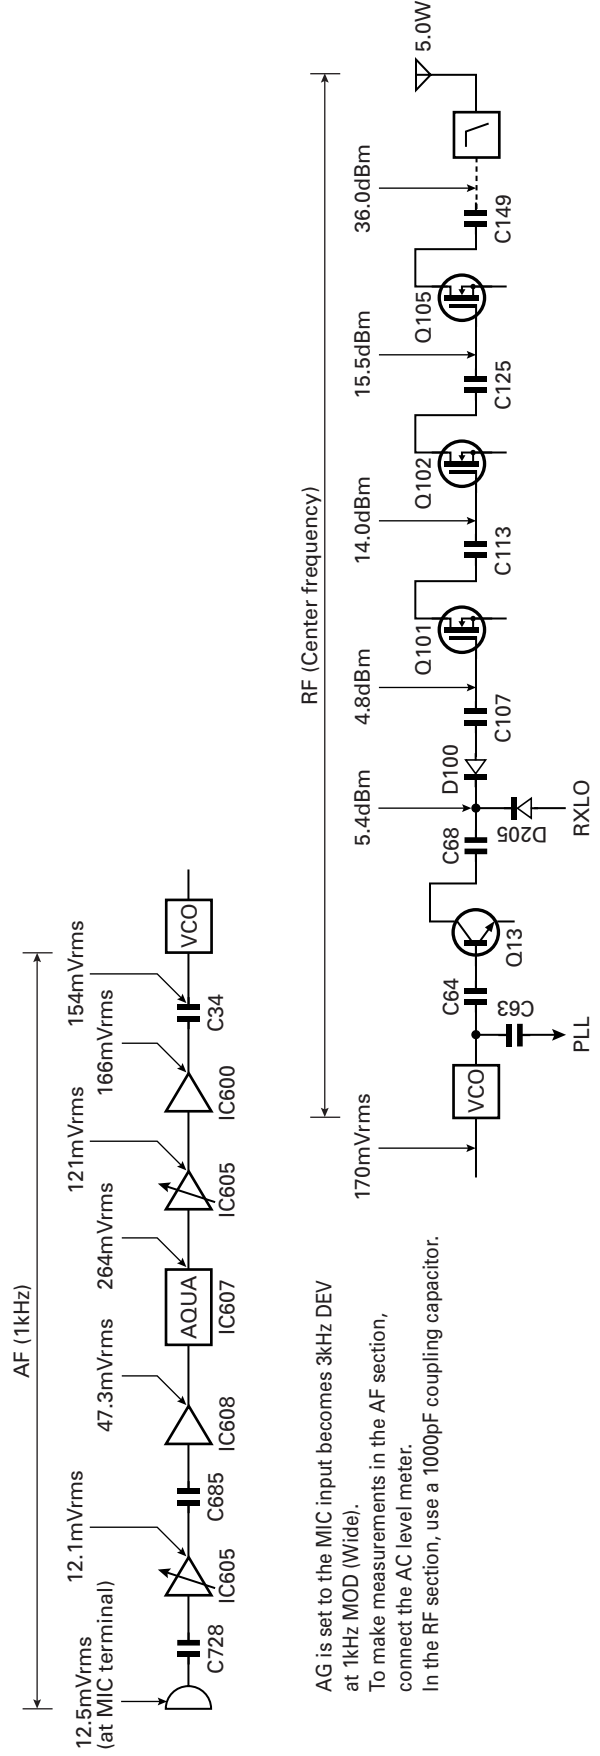 AF (1kHz)
12.5mVrms
(at MIC terminal)
12.1mVrms
47.3mVrms
264mVrms
121mVrms
166mVrms
154mVrms
C728
IC605
C685
IC608
AQUA
IC607
IC605
IC600
C34
VCO
RF (Center frequency)
170mVrms
5.4dBm
4.8dBm
14.0dBm
15.5dBm
36.0dBm
5.0W
VCO
C64
C63
PLL
Q13
C68
D205
RXLO
D100
C107
Q101
C113
Q102
C125
Q105
C149
AG is set to the MIC input becomes 3kHz DEV
at 1kHz MOD (Wide).
To make measurements in the AF section,
connect the AC level meter.
In the RF section, use a 1000pF coupling capacitor.